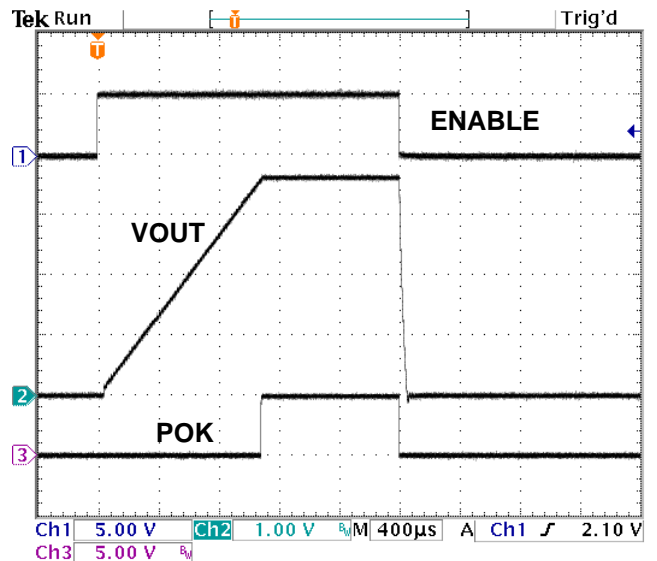 Tek Run Trig'd
T
T
ENABLE
1
VOUT
2
POK
3
Ch1 5.00 V Ch2 1.00 V BW M 400µs A Ch1 ƒ 2.10 V
Ch3 5.00 V BW